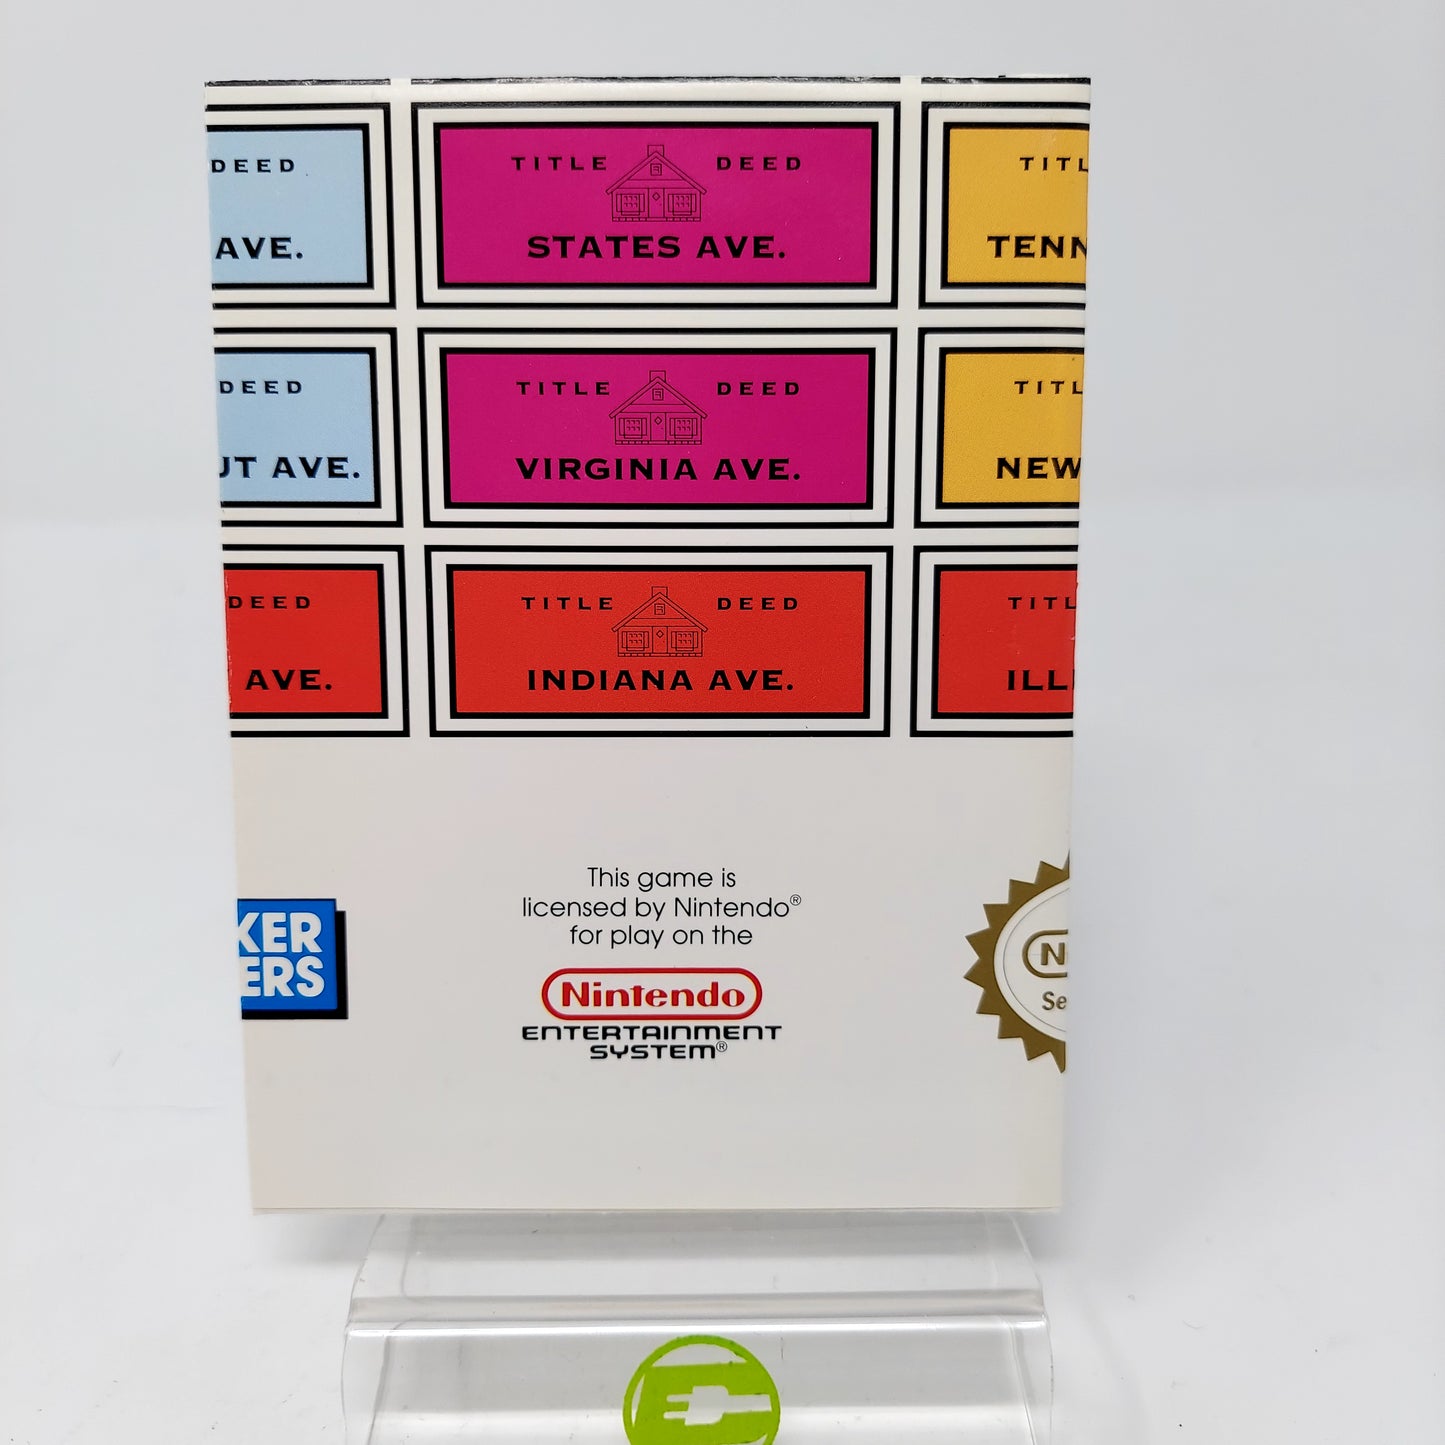 DEED TITLE DEED TITL
AVE. STATES AVE. TENN
DEED TITLE DEED TITL
UT AVE. VIRGINIA AVE. NEW
DEED TITLE DEED TITL
AVE. INDIANA AVE. ILL
This game is
licensed by Nintendo®
for play on the
Nintendo
ENTERTAINMENT
SYSTEM®
KER
ERS
N
Se